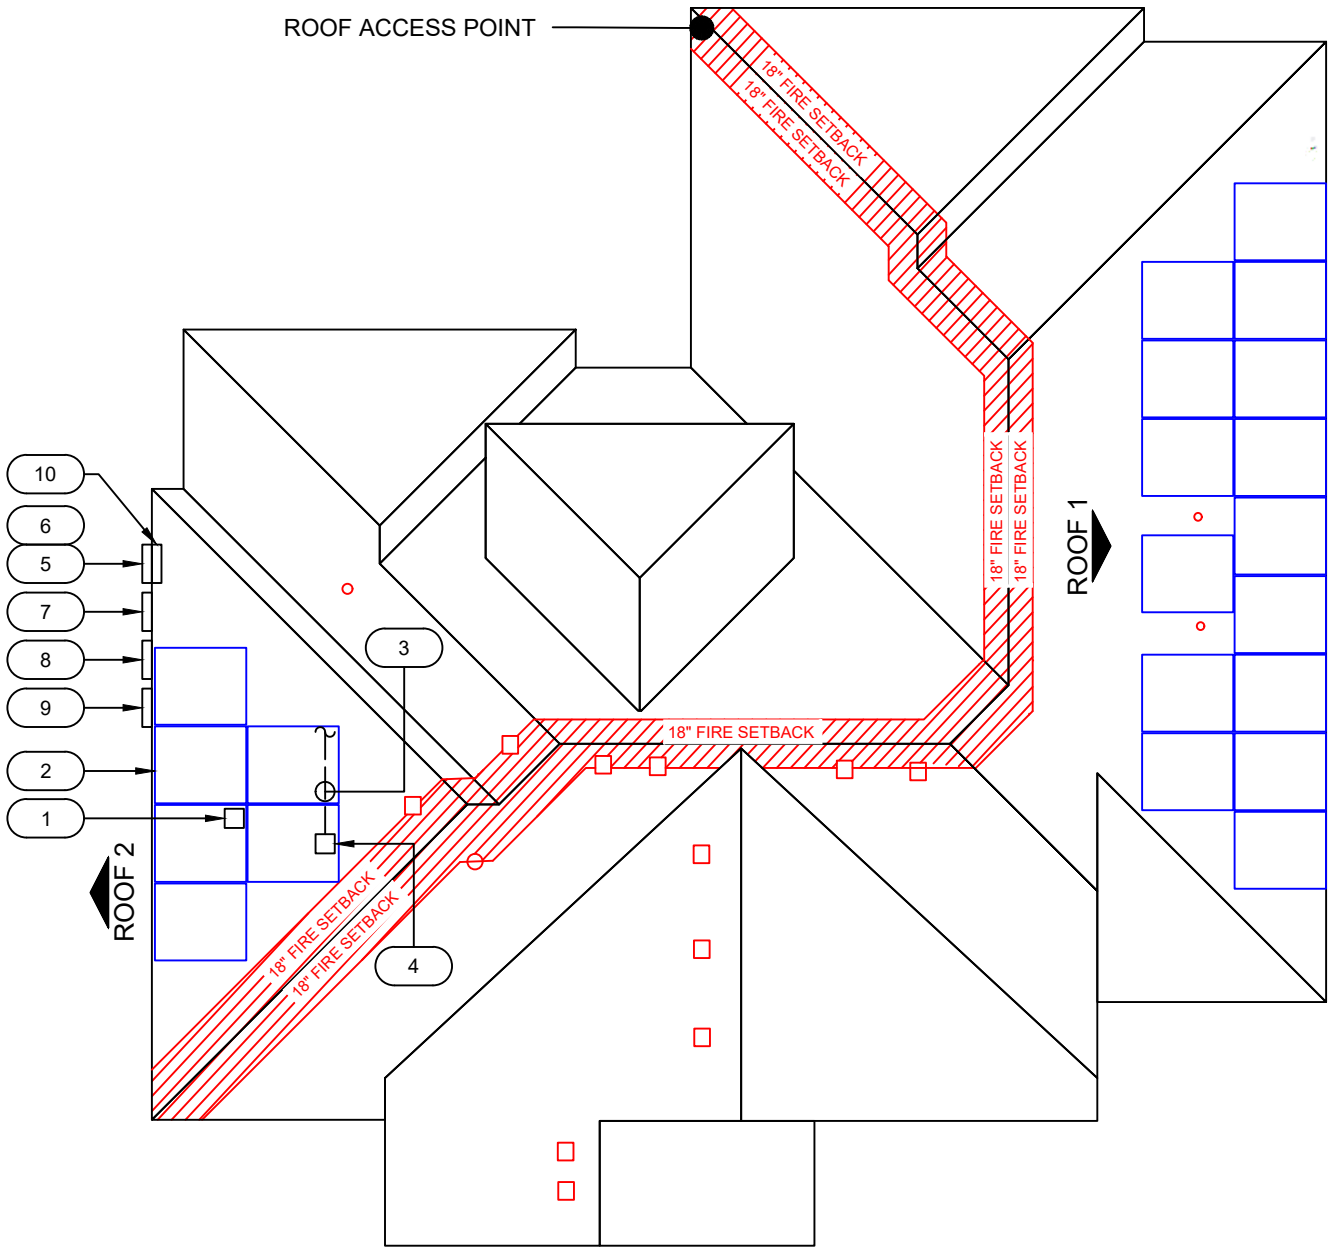 ROOF ACCESS POINT
18" FIRE SETBACK
18" FIRE SETBACK
18" FIRE SETBACK
18" FIRE SETBACK
ROOF 1
10
6
5
7
8
9
2
1
3
18" FIRE SETBACK
ROOF 2
18" FIRE SETBACK
18" FIRE SETBACK
4